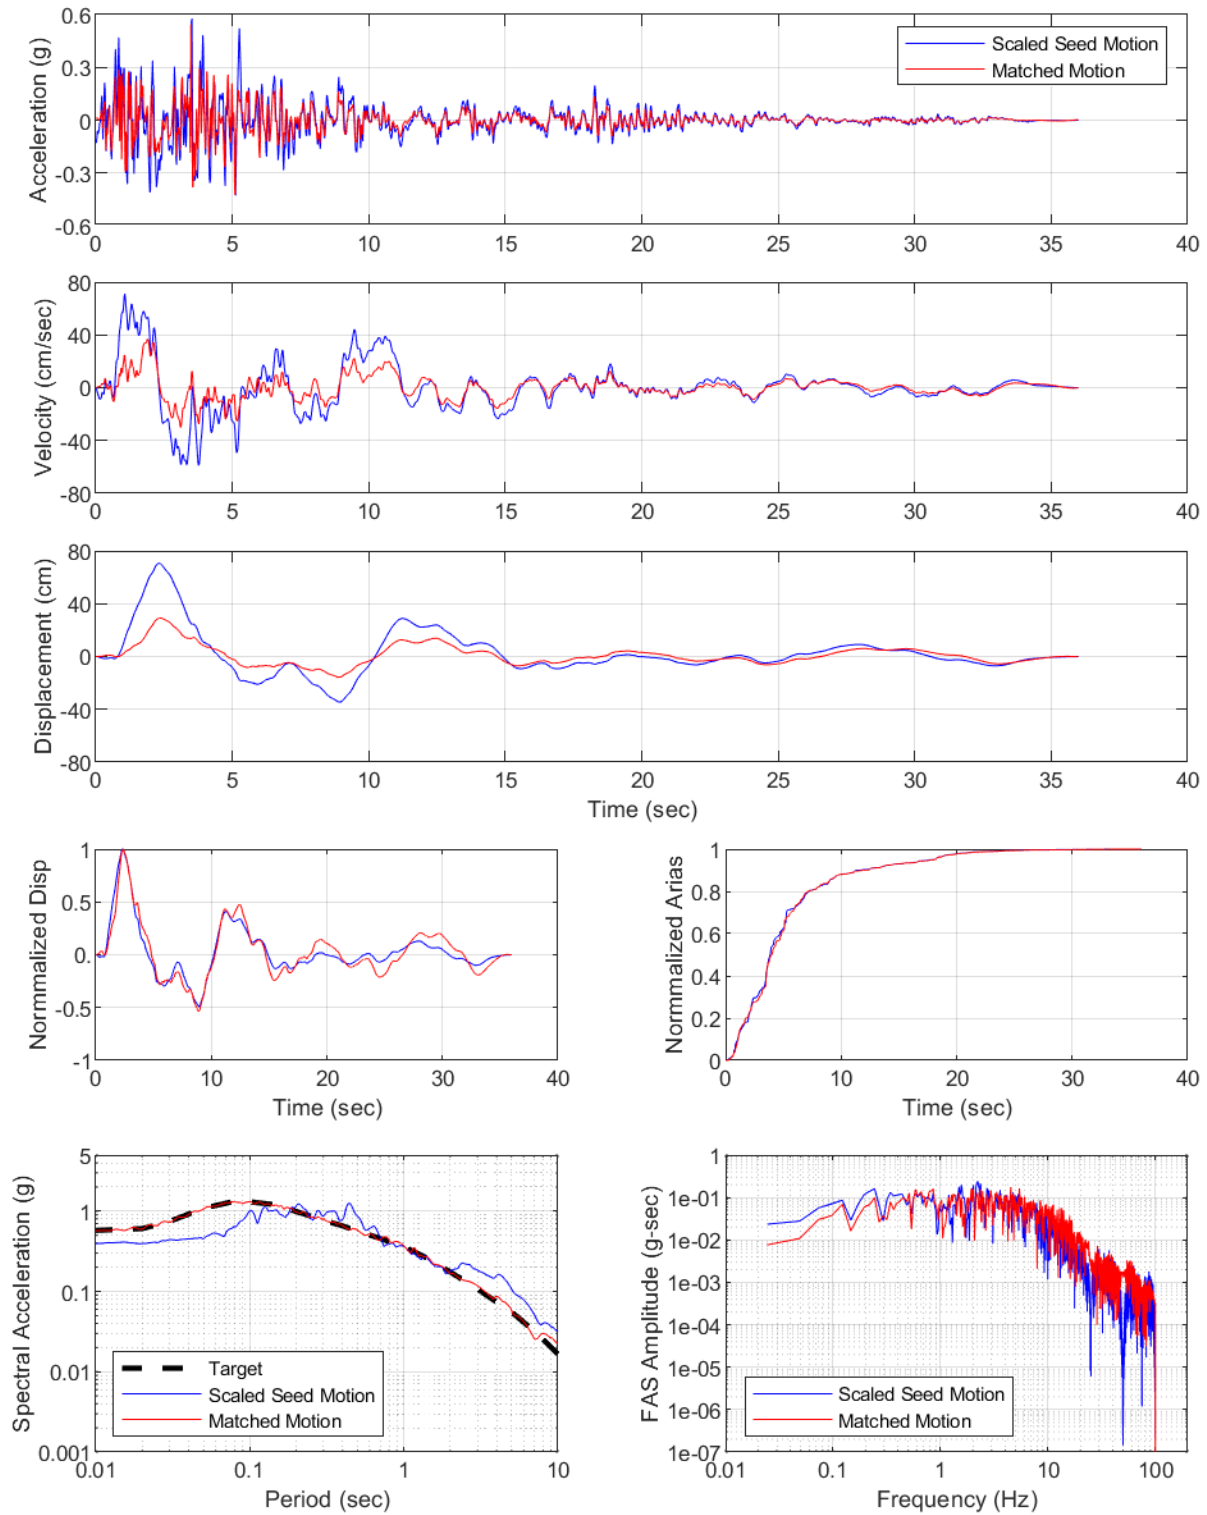 Acceleration (g)
0.6
0.3
0
-0.3
-0.6
Scaled Seed Motion
Matched Motion
0 5 10 15 20 25 30 35 40
Velocity (cm/sec)
80
40
0
-40
-80
0 5 10 15 20 25 30 35 40
Displacement (cm)
80
40
0
-40
-80
0 5 10 15 20 25 30 35 40
Time (sec)
Normmalized Disp
1
0.5
0.
-0.5
-1
0 10 20 30 40
Time (sec)
Normmalized Arias
1
0.8
0.6
0.4
0.2
0
0 10 20 30 40
Time (sec)
Spectral Acceleration (g)
5
1
0.1
0.01
0.001
Target
Scaled Seed Motion
Matched Motion
0.01 0.1 1 10
Period (sec)
FAS Amplitude (g-sec)
1
1e-01
1e-02
1e-03
1e-04
1e-05
1e-06
1e-07
Scaled Seed Motion
Matched Motion
0.01 0.1 1 10 100
Frequency (Hz)